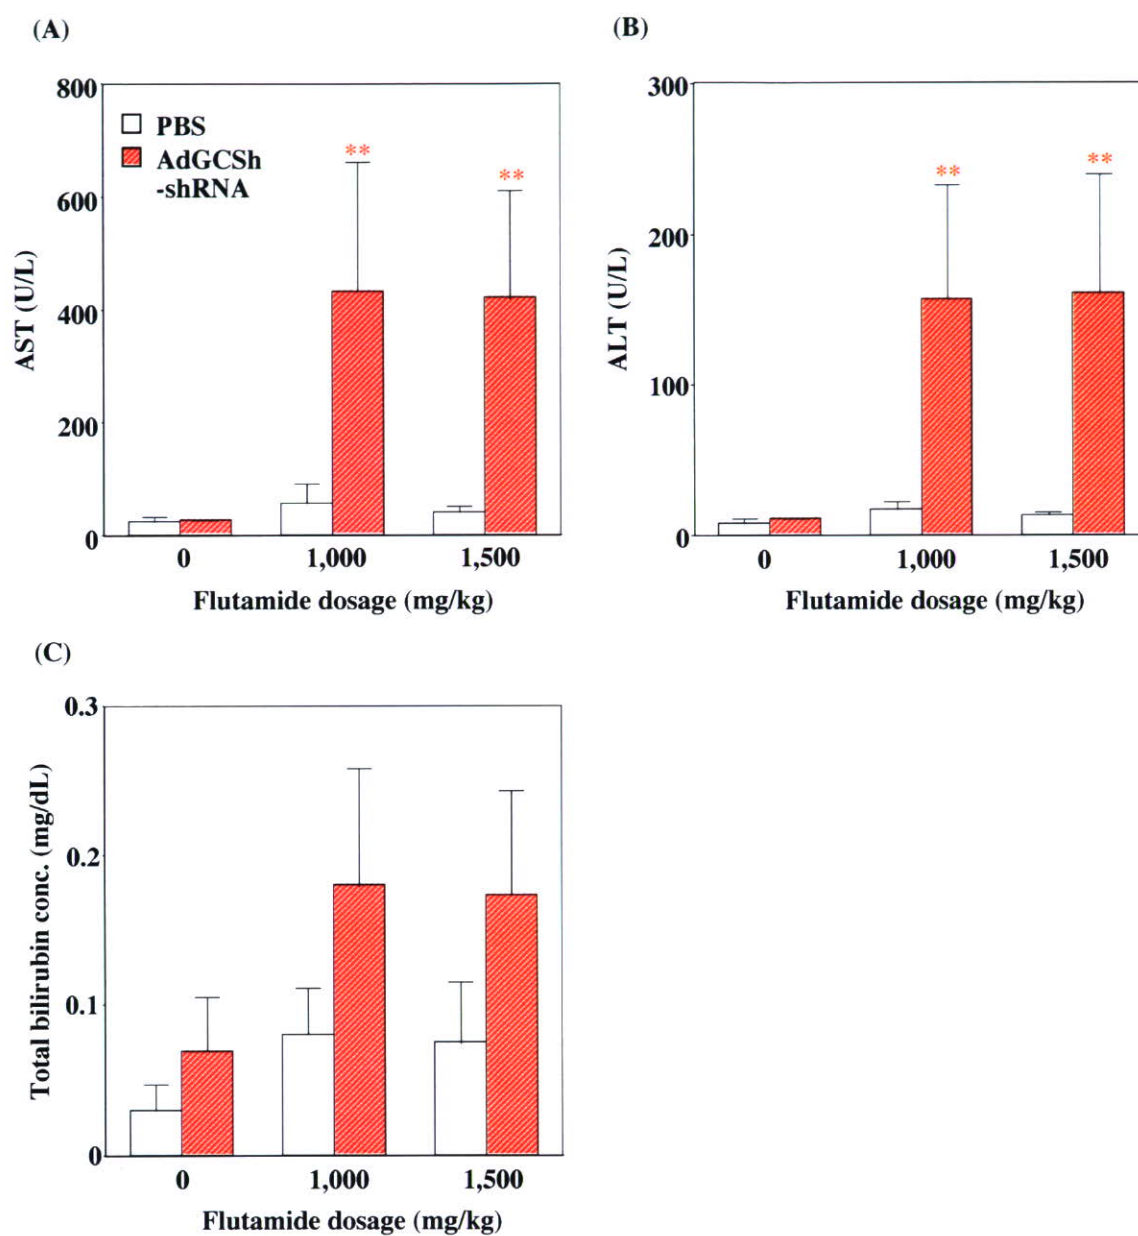 (A)
800
600
400
200
0
AST (U/L)
PBS
AdGCSh
-shRNA
**
**
0 1,000 1,500
Flutamide dosage (mg/kg)
(B)
300
200
100
0
ALT (U/L)
**
**
0 1,000 1,500
Flutamide dosage (mg/kg)
(C)
0.3
0.2
0.1
0
Total bilirubin conc. (mg/dL)
0 1,000 1,500
Flutamide dosage (mg/kg)